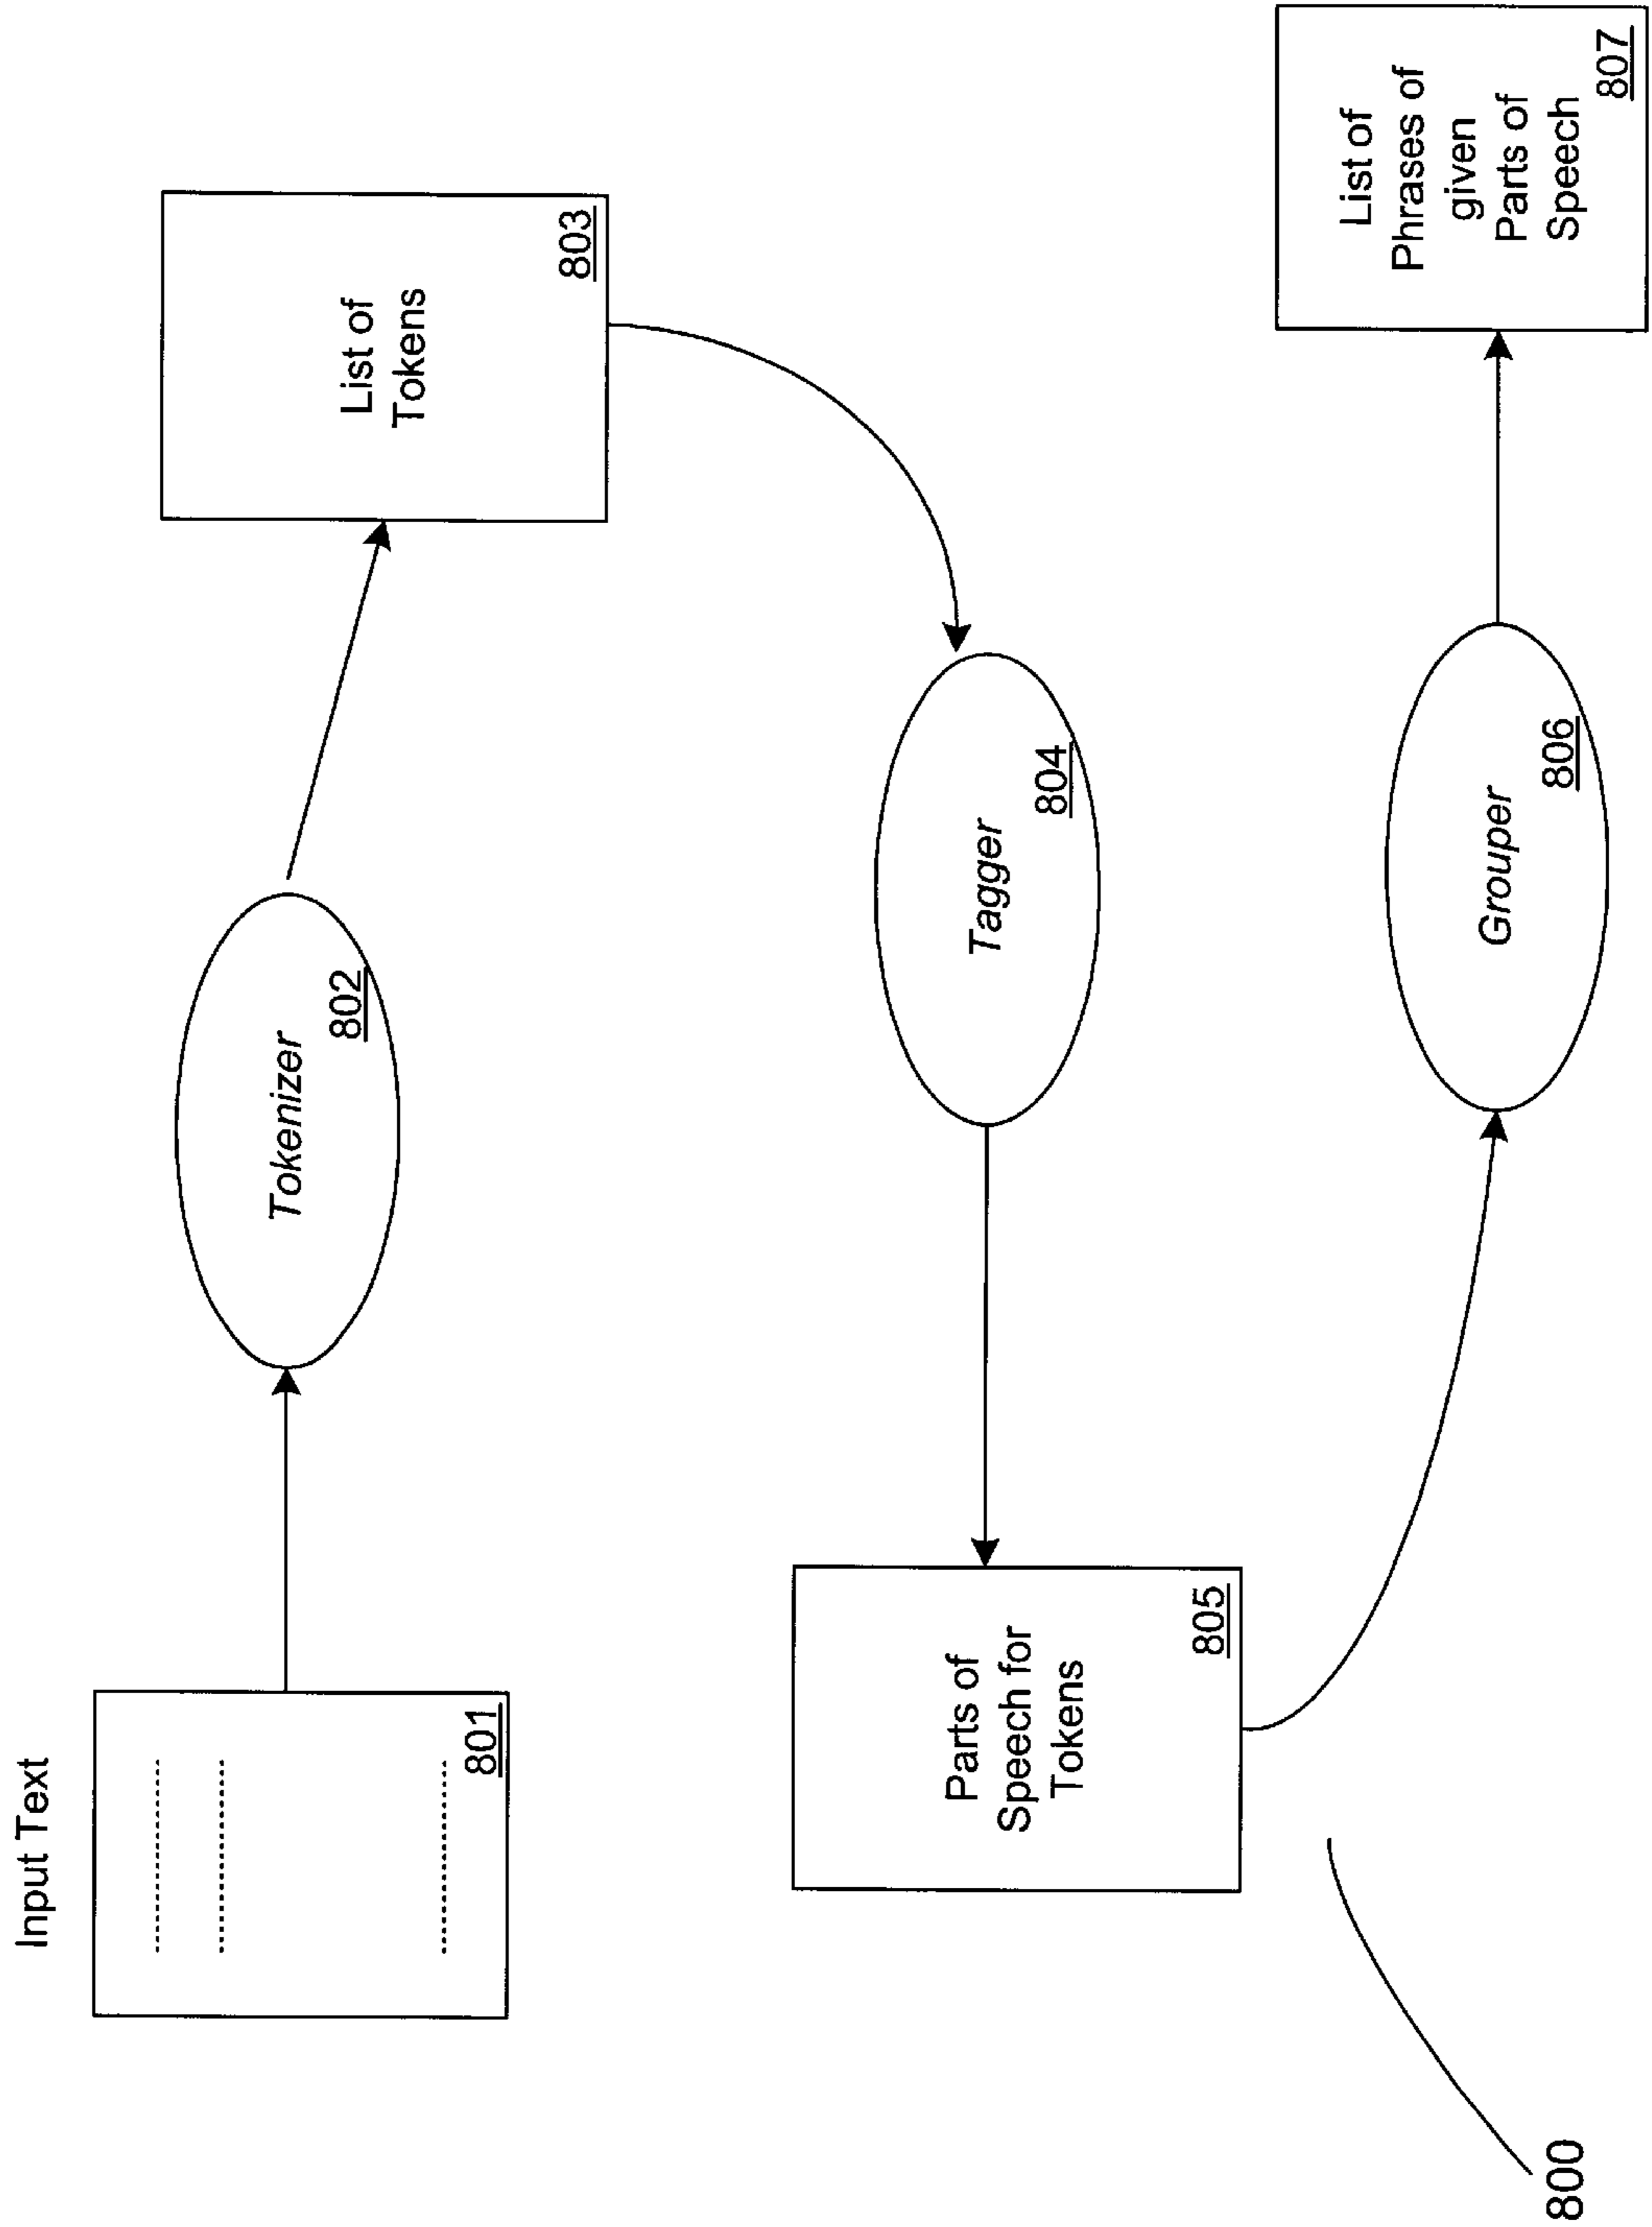 Input Text
801
Tokenizer
802
List of
Tokens
803
Tagger
804
Parts of
Speech for
Tokens
805
Grouper
806
List of
Phrases of
given
Parts of
Speech
807
800